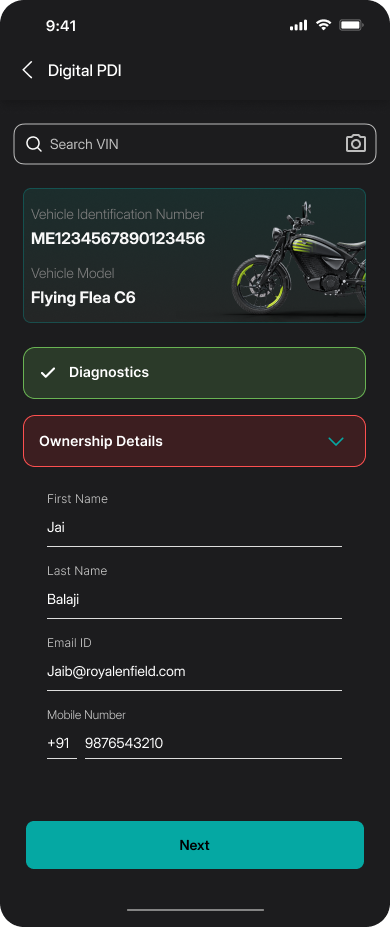 9:41
Digital PDI
Search VIN
Vehicle Identification Number
ME1234567890123456
Vehicle Model
Flying Flea C6
Diagnostics
Ownership Details
First Name
Jai
Last Name
Balaji
Email ID
Jaib@royalenfield.com
Mobile Number
+91 9876543210
Next